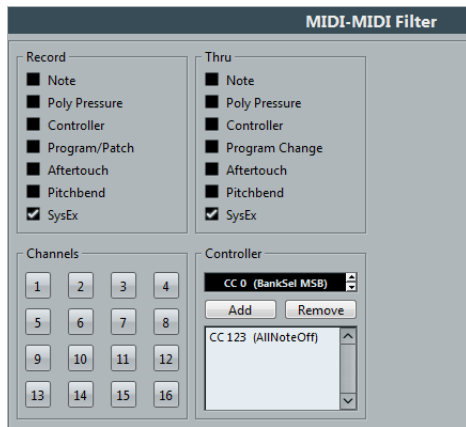 MIDI-MIDI Filter
Record
Note
Poly Pressure
Controller
Program/Patch
Aftertouch
Pitchbend
SysEx
Thru
Note
Poly Pressure
Controller
Program Change
Aftertouch
Pitchbend
SysEx
Channels
1 2 3 4
5 6 7 8
9 10 11 12
13 14 15 16
Controller
CC 0 (BankSel MSB)
Add Remove
CC 123 (AllNoteOff)